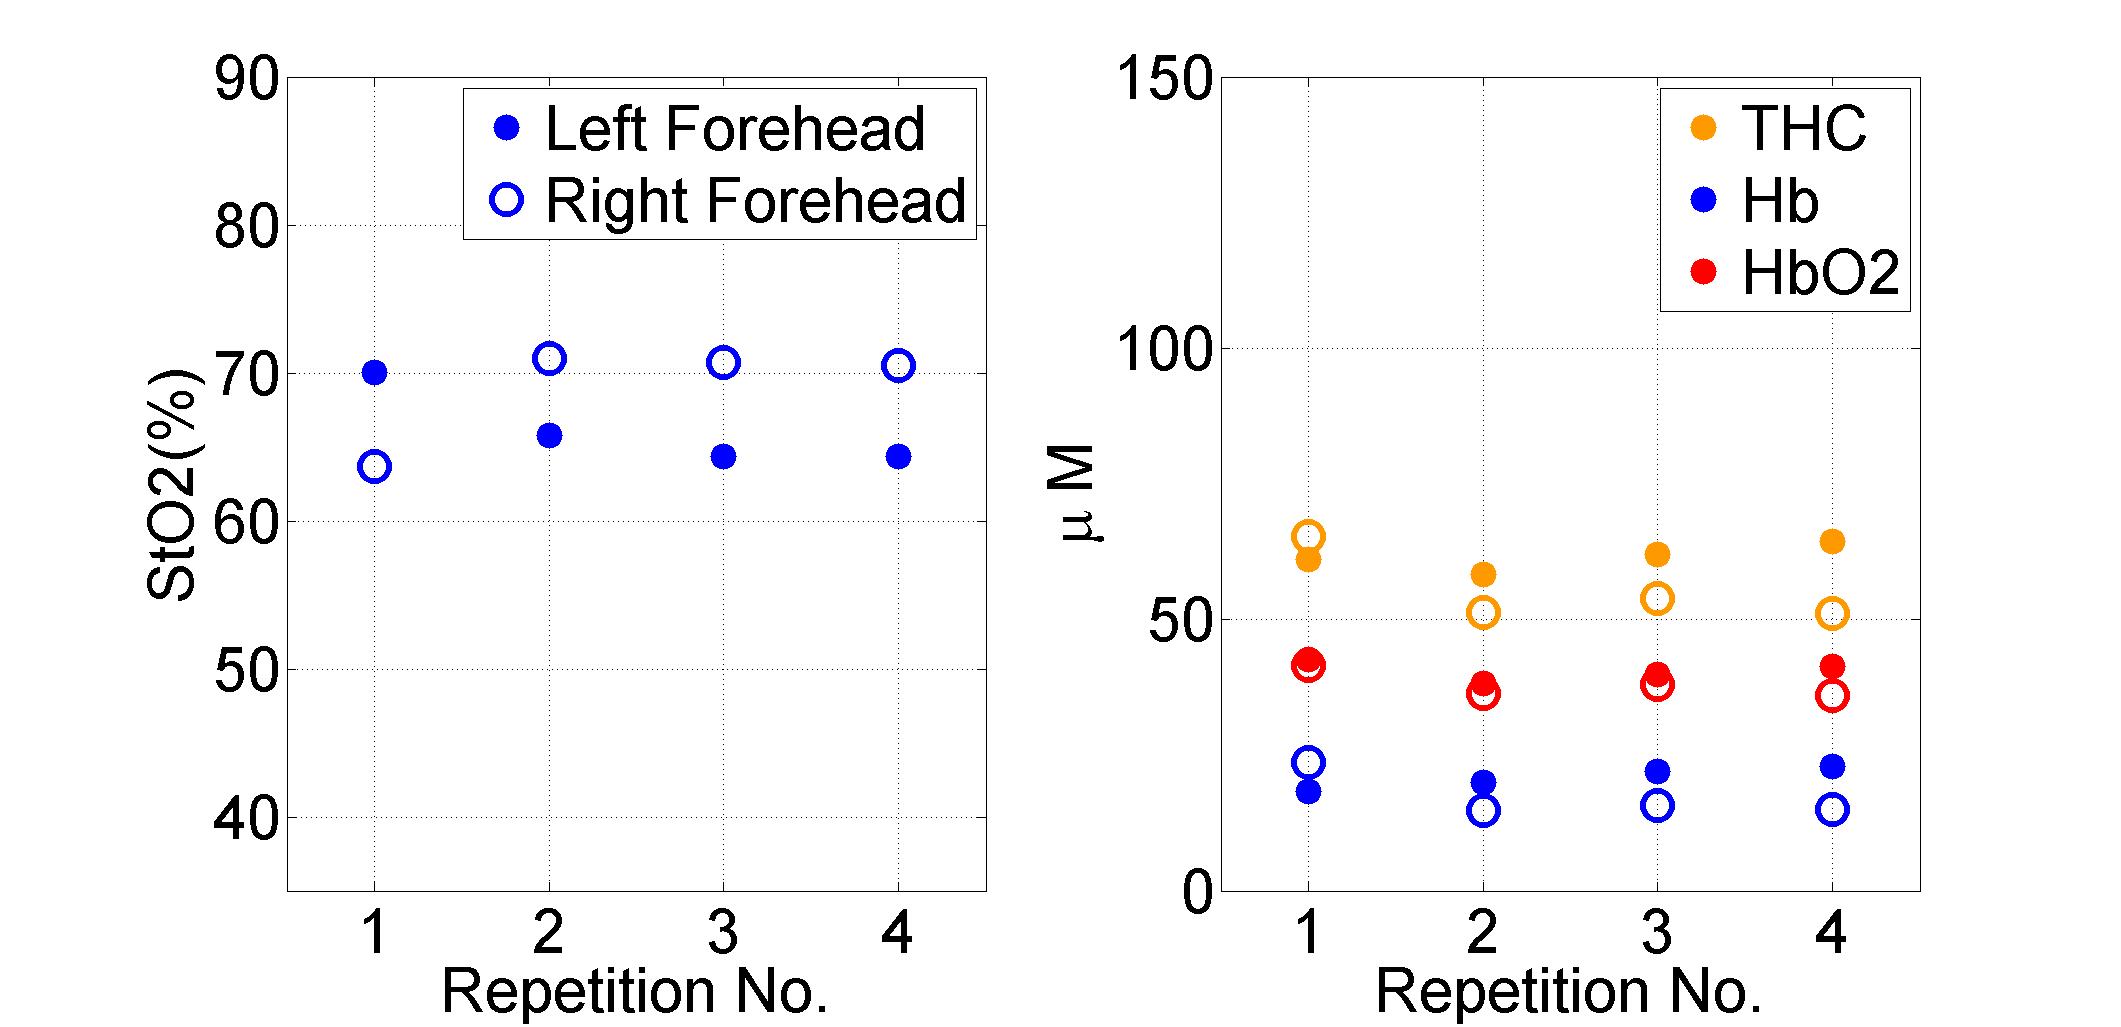 90
80
70
60
50
40
StO2(%)
Left Forehead
Right Forehead
1 2 3 4
Repetition No.
150
100
50
0
μ M
THC
Hb
HbO2
1 2 3 4
Repetition No.